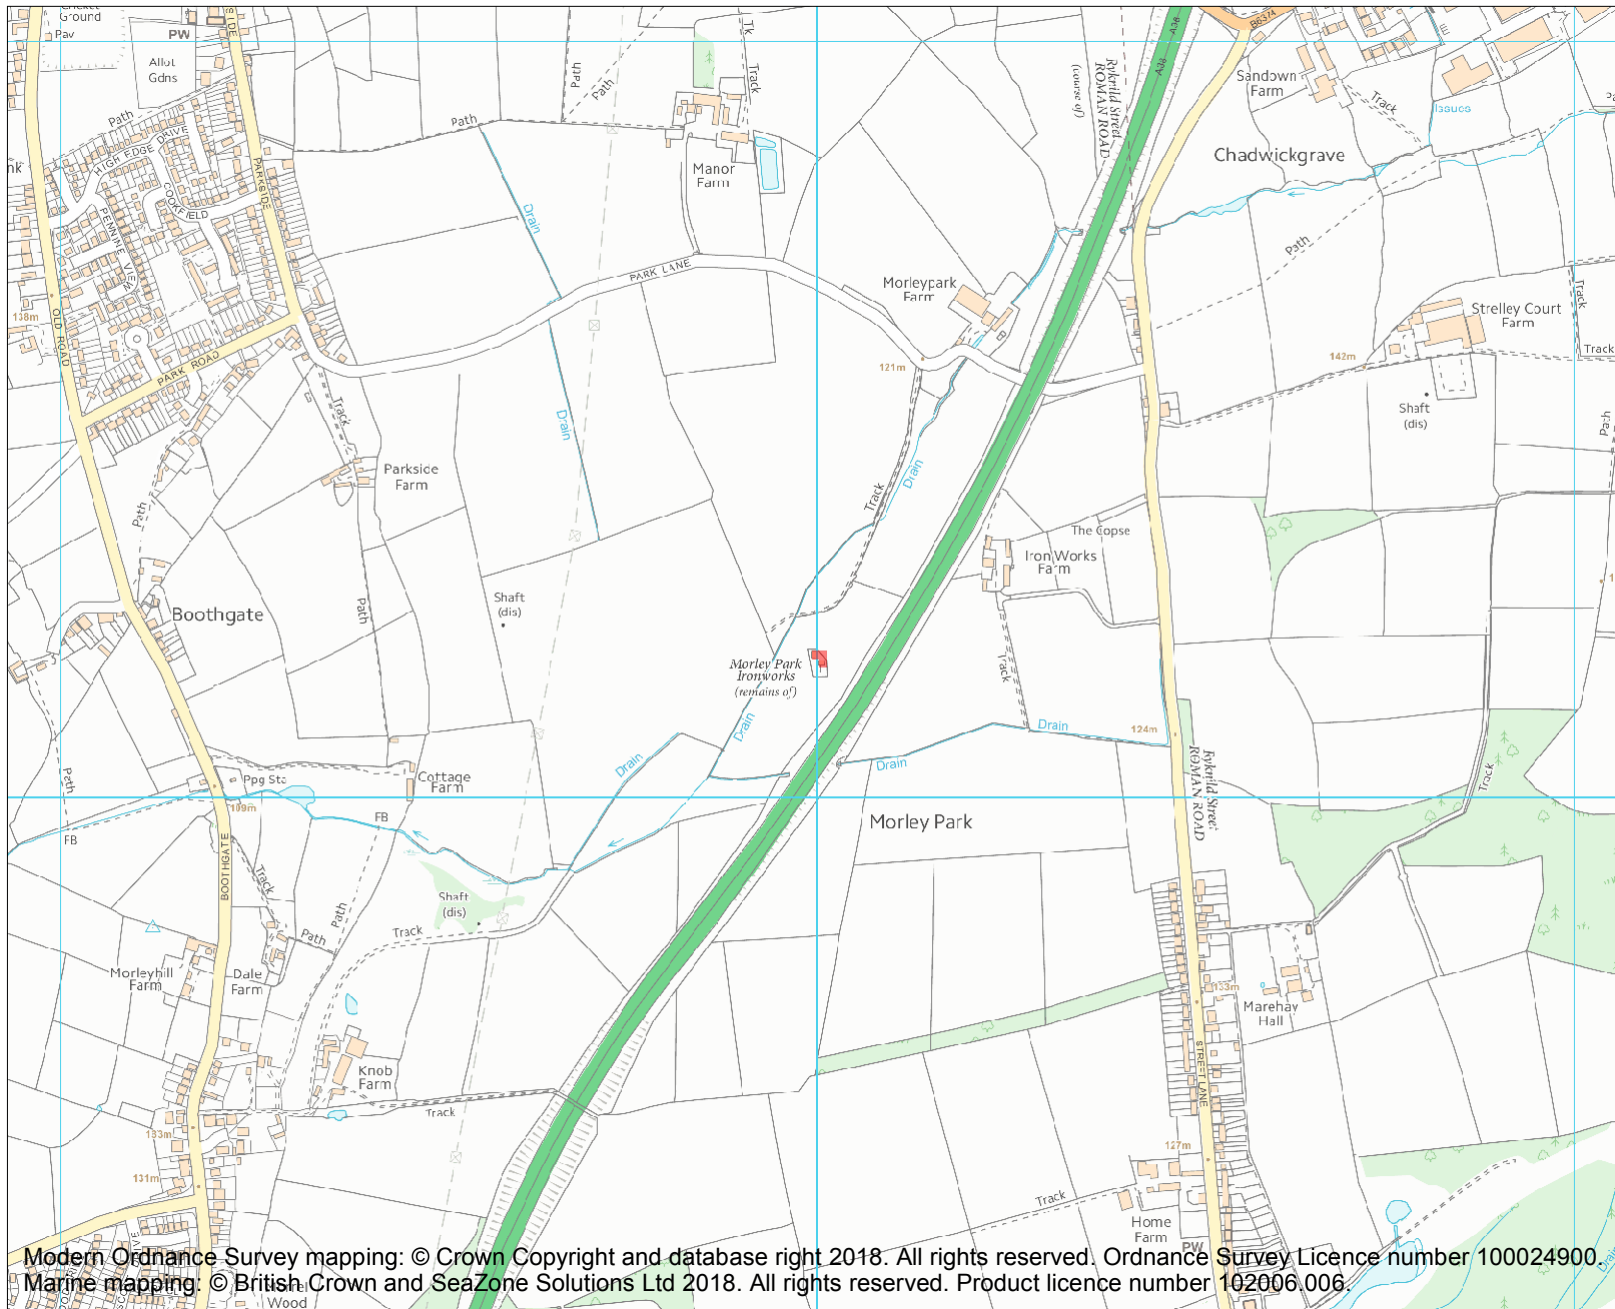 Ground
Pav
PW
SIDE
Allot
Gdns
Path
HIGH EDGE DRIVE
COOKFIELD
PENNINE VIEW
PARKSIDE
OLD ROAD
138m
PARK ROAD
Path
Path
Path
Track
Manor
Farm
Drain
PARK LANE
Drain
Track
Parkside
Farm
Path
Path
Boothgate
Shaft
(dis)
A38
A38
B6374
Rykneld Street
ROMAN ROAD
(course of)
Sandown
Farm
Track
Issues
Chadwickgrave
Path
Morleypark
Farm
121m
Strelley Court
Farm
Track
Track
142m
Shaft
(dis)
Path
Track
Drain
The Copse
Iron Works
Farm
Track
Morley Park
Ironworks
(remains of)
Drain
Drain
Drain
Drain
124m
Rykneld Street
ROMAN ROAD
Track
Path
FB
Ppg Sta
109m
Cottage
Farm
FB
BOOTHGATE
Track
Path
Path
Shaft
(dis)
Track
Morley Park
Morleyhill
Farm
Dale
Farm
Knob
Farm
Track
133m
Marehay
Hall
STREET LANE
127m
131m
Track
Home
Farm
PW
Wood
Modern Ordnance Survey mapping: © Crown Copyright and database right 2018. All rights reserved. Ordnance Survey Licence number 100024900.
Marine mapping: © British Crown and SeaZone Solutions Ltd 2018. All rights reserved. Product licence number 102006.006.